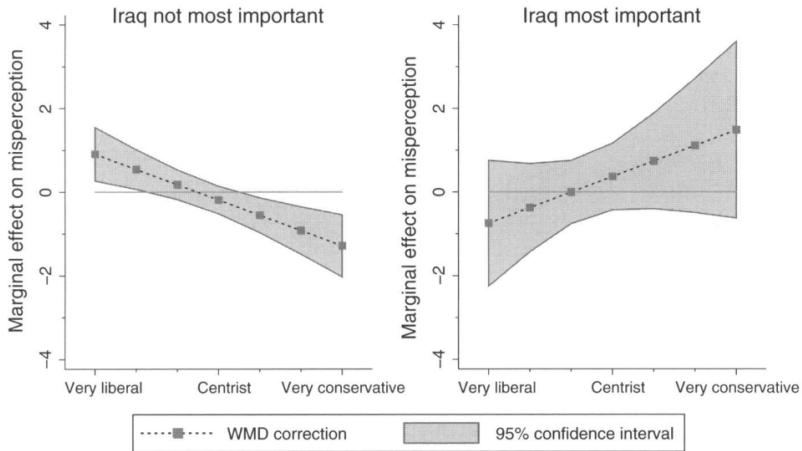 Iraq not most important
Iraq most important
Marginal effect on misperception
4
2
0
−2
−4
Very liberal
Centrist
Very conservative
Marginal effect on misperception
4
2
0
−2
−4
Very liberal
Centrist
Very conservative
WMD correction
95% confidence interval